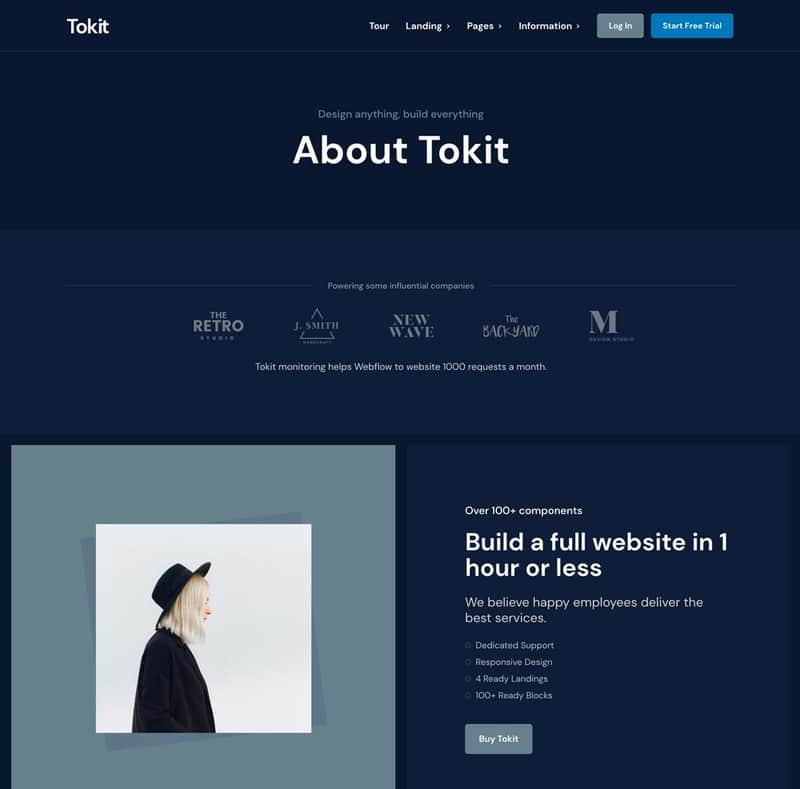 Tokit
Tour Landing Pages Information Log In Start Free Trial
Design anything, build everything
About Tokit
Powering some influential companies
THE
RETRO
STUDIO
J. SMITH
HANDCRAFT
NEW
WAVE
The
BACKYARD
M
DESIGN STUDIO
Tokit monitoring helps Webflow to website 1000 requests a month.
Over 100+ components
Build a full website in 1
hour or less
We believe happy employees deliver the
best services.
Dedicated Support
Responsive Design
4 Ready Landings
100+ Ready Blocks
Buy Tokit